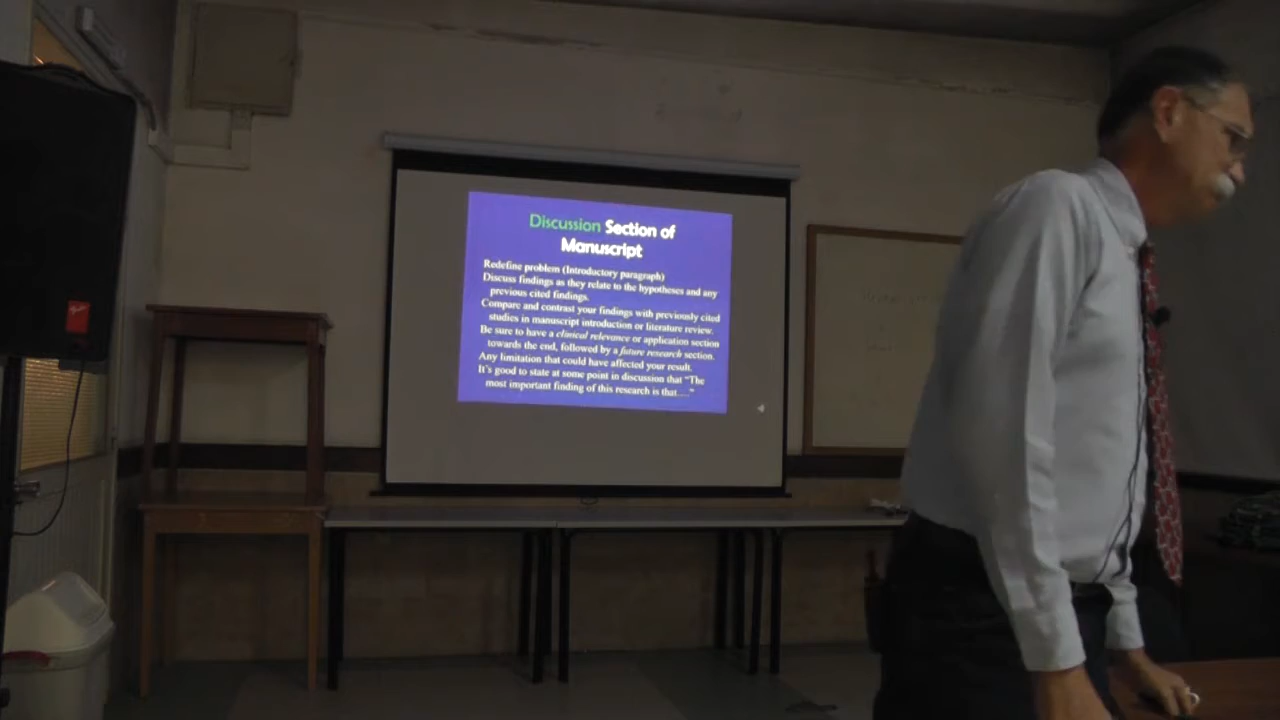 Discussion Section of
Manuscript
Redefine problem (Introductory paragraph)
Discuss findings as they relate to the hypotheses and any
previous cited findings.
Compare and contrast your findings with previously cited
studies in manuscript introduction or literature review.
Be sure to have a clinical relevance or application section
towards the end, followed by a future research section.
Any limitation that could have affected your result.
It's good to state at some point in discussion that "The
most important finding of this research is that....."